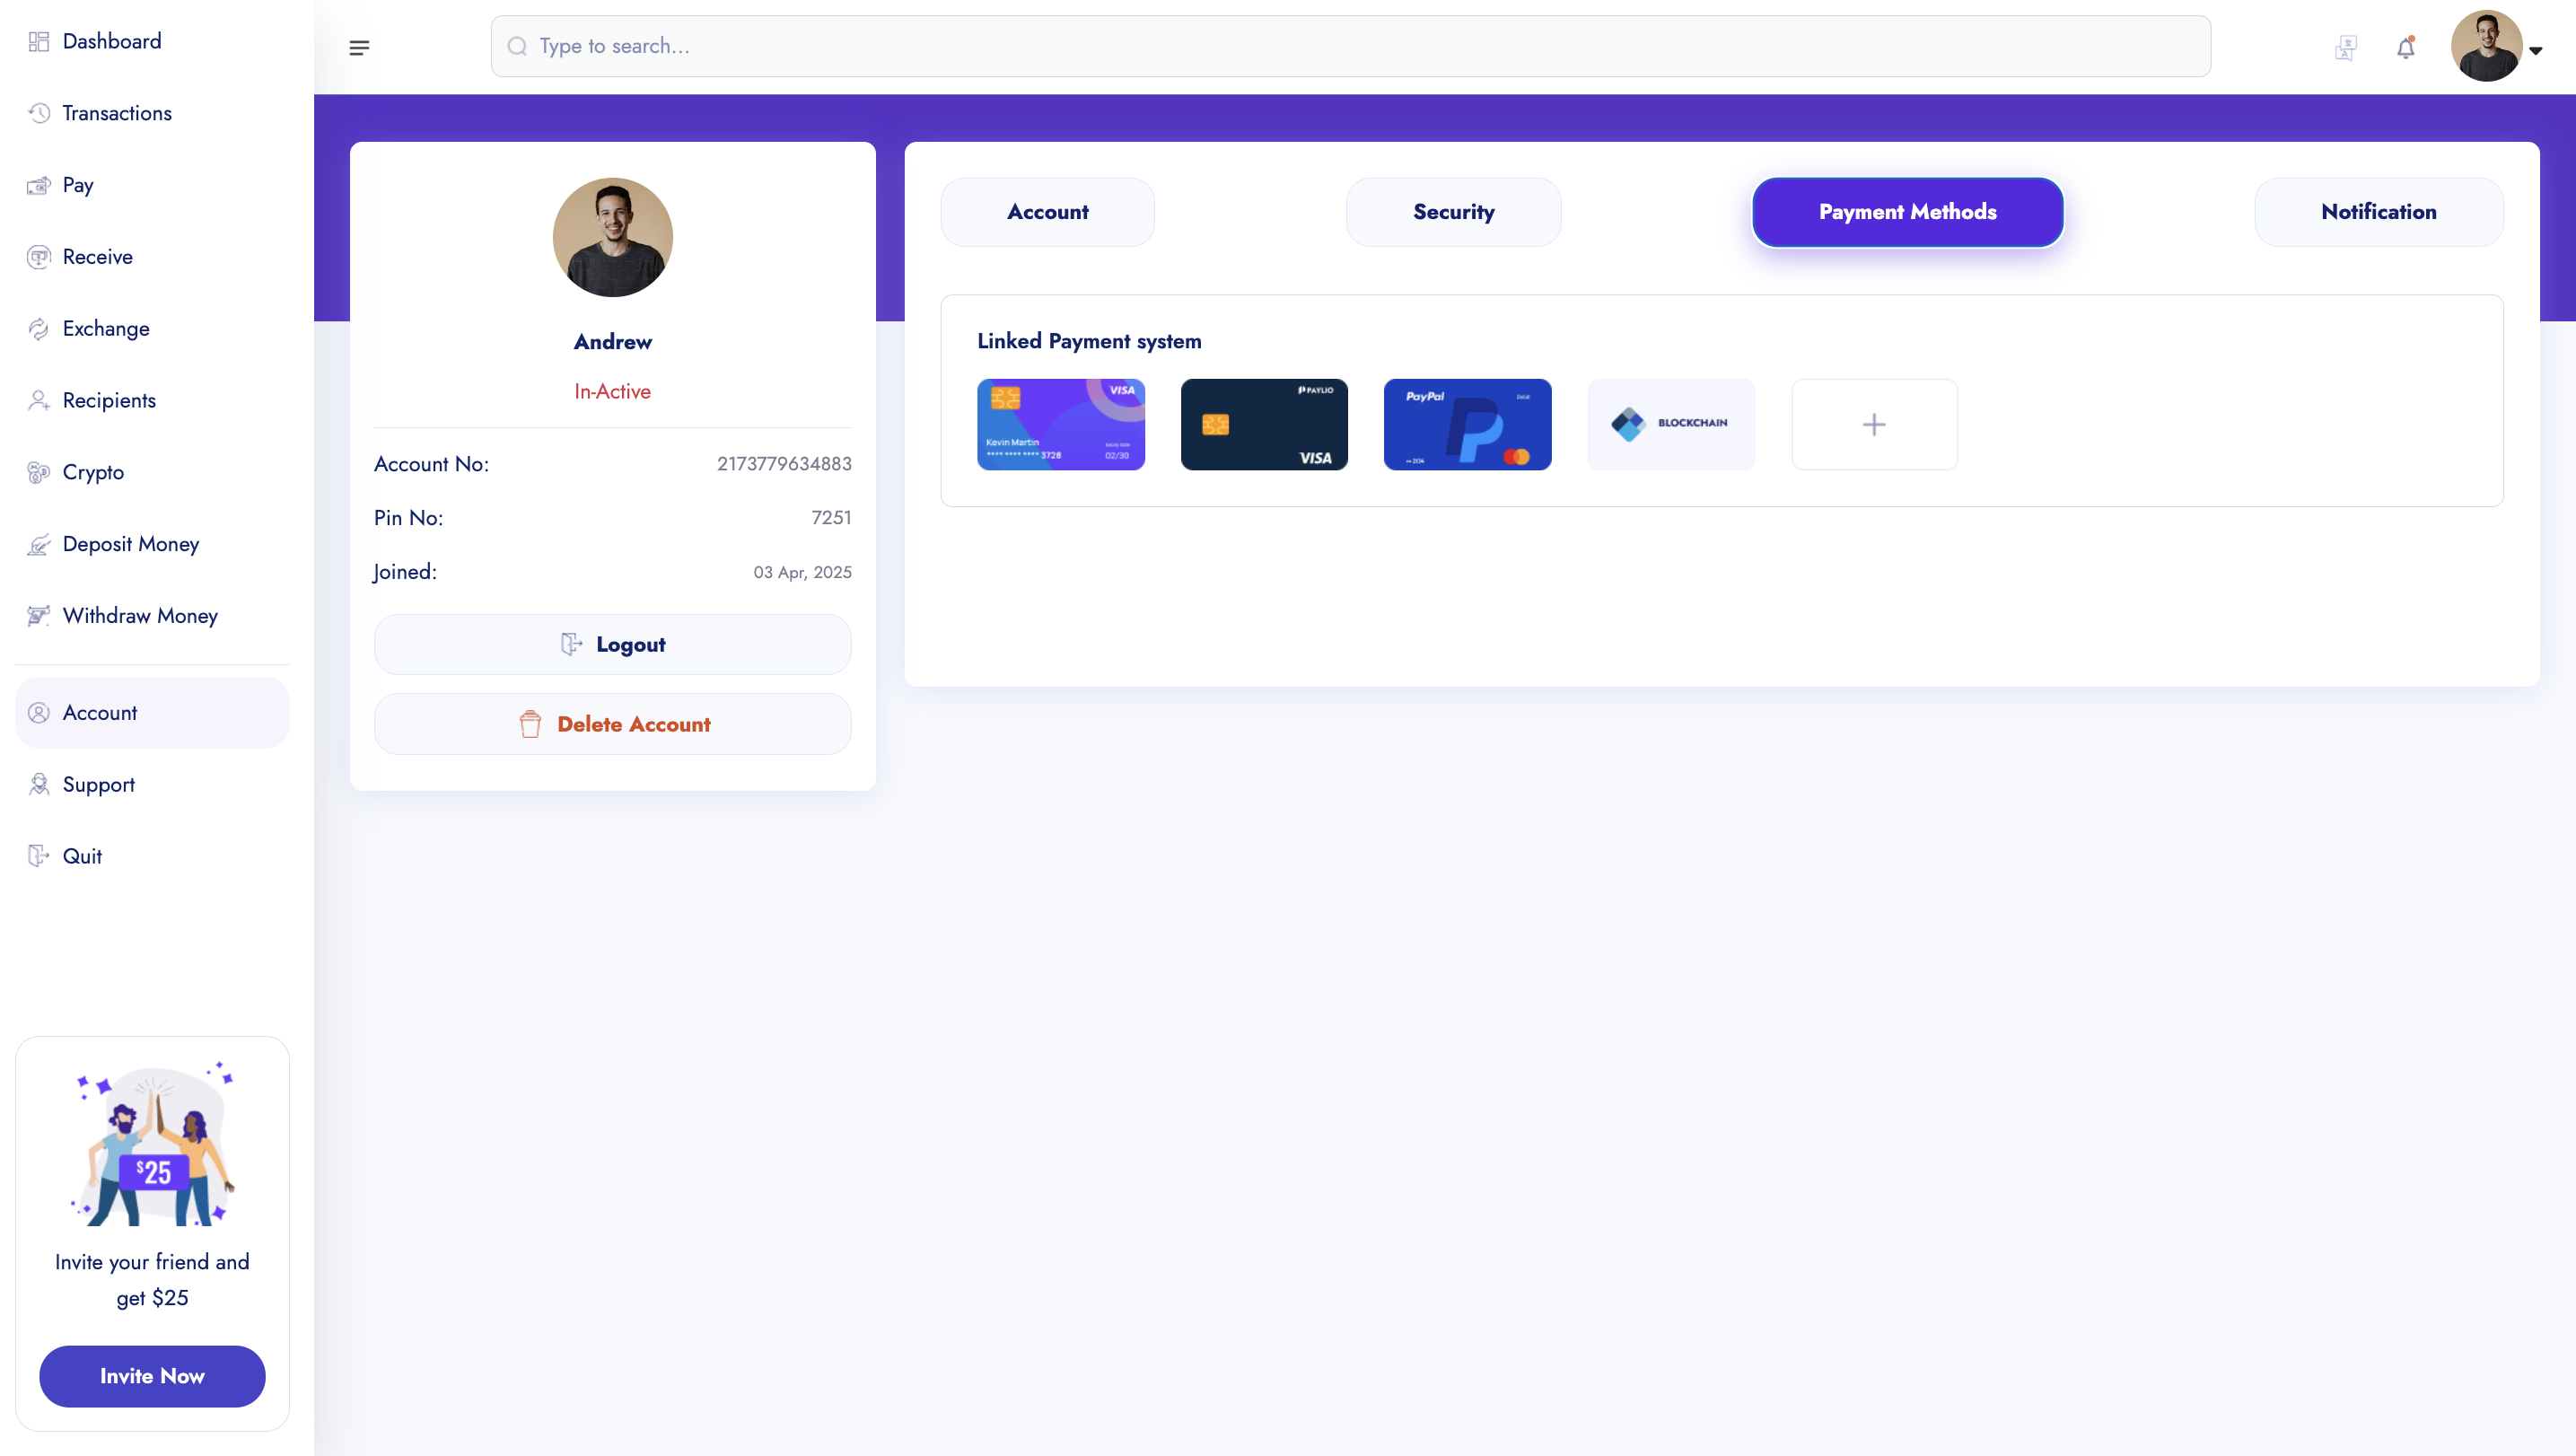 Dashboard
Transactions
Pay
Receive
Exchange
Recipients
Crypto
Deposit Money
Withdraw Money
Account
Support
Quit
$25
Invite your friend and
get $25
Invite Now
Type to search...
Andrew
In-Active
Account No: 2173779634883
Pin No: 7251
Joined: 03 Apr, 2025
Logout
Delete Account
Account Security Payment Methods Notification
Linked Payment system
VISA
Kevin Martin
**** **** **** 3728
02/30
PAYLIO
VISA
PayPal Debit
** 2034
BLOCKCHAIN